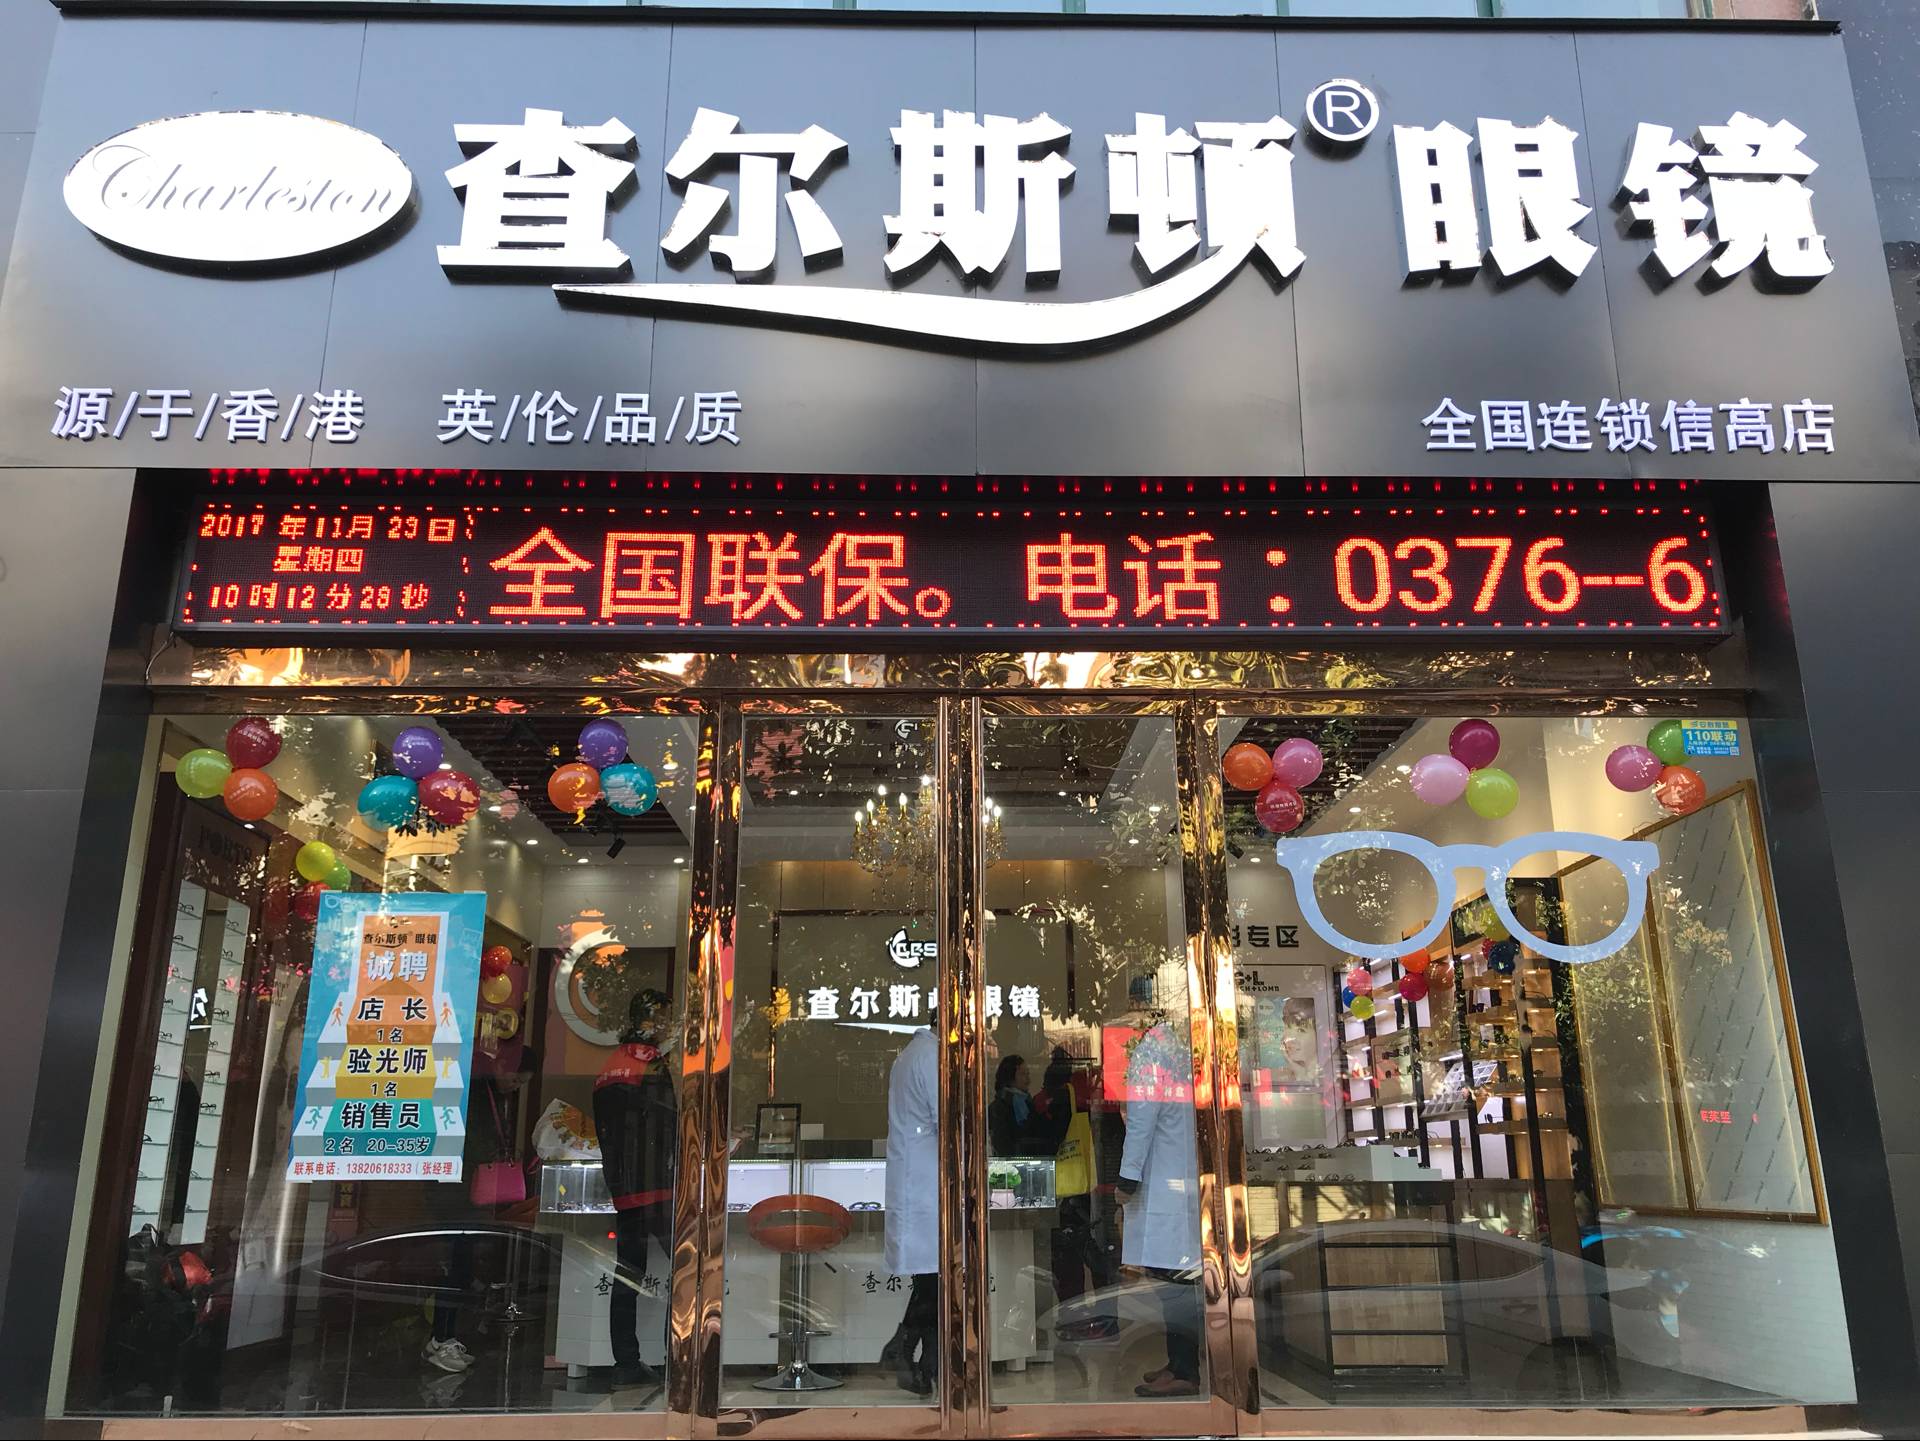 Charleston
查尔斯顿®眼镜
源/于/香/港 英/伦/品/质
全国连锁信高店
2017年11月23日
星期四
10时12分28秒
全国联保。电话：0376--6
110联动
PORTS
查尔斯顿眼镜
诚聘
店长
1名
验光师
1名
销售员
2名 20-35岁
联系电话：13820618333（张经理）
查尔斯顿眼镜
专区